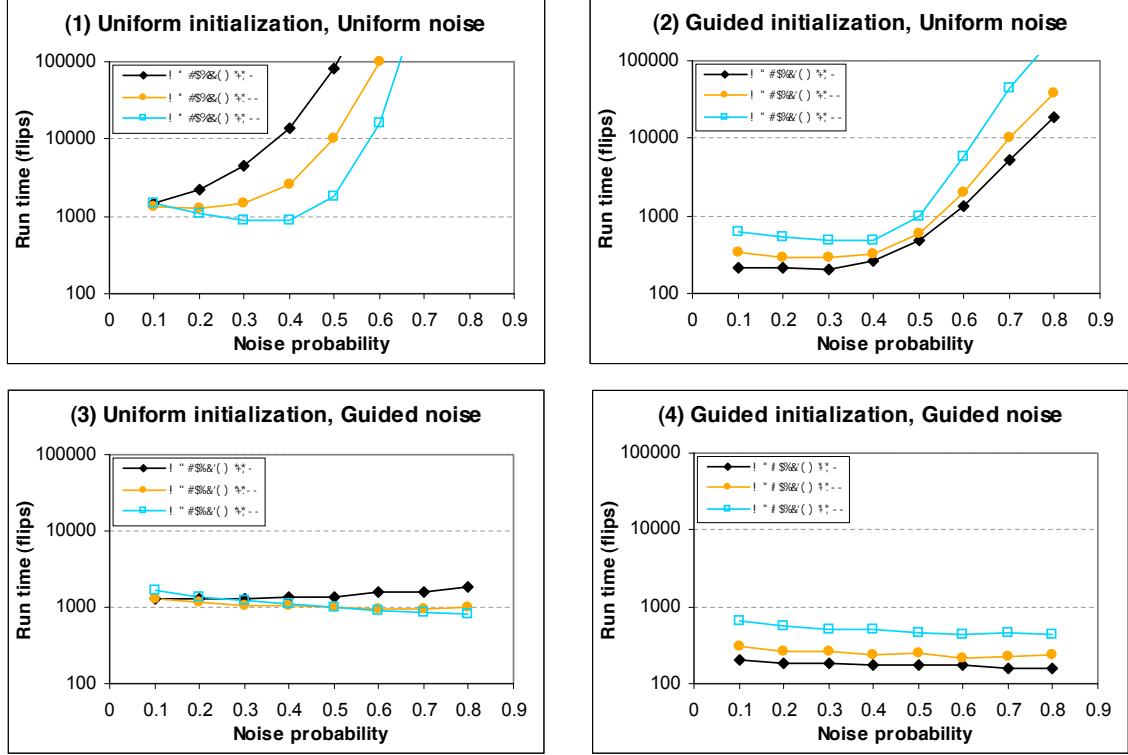 (1) Uniform initialization, Uniform noise
100000
10000
1000
100
Run time (flips)
0 0.1 0.2 0.3 0.4 0.5 0.6 0.7 0.8 0.9
Noise probability
(2) Guided initialization, Uniform noise
100000
10000
1000
100
Run time (flips)
0 0.1 0.2 0.3 0.4 0.5 0.6 0.7 0.8 0.9
Noise probability
(3) Uniform initialization, Guided noise
100000
10000
1000
100
Run time (flips)
0 0.1 0.2 0.3 0.4 0.5 0.6 0.7 0.8 0.9
Noise probability
(4) Guided initialization, Guided noise
100000
10000
1000
100
Run time (flips)
0 0.1 0.2 0.3 0.4 0.5 0.6 0.7 0.8 0.9
Noise probability